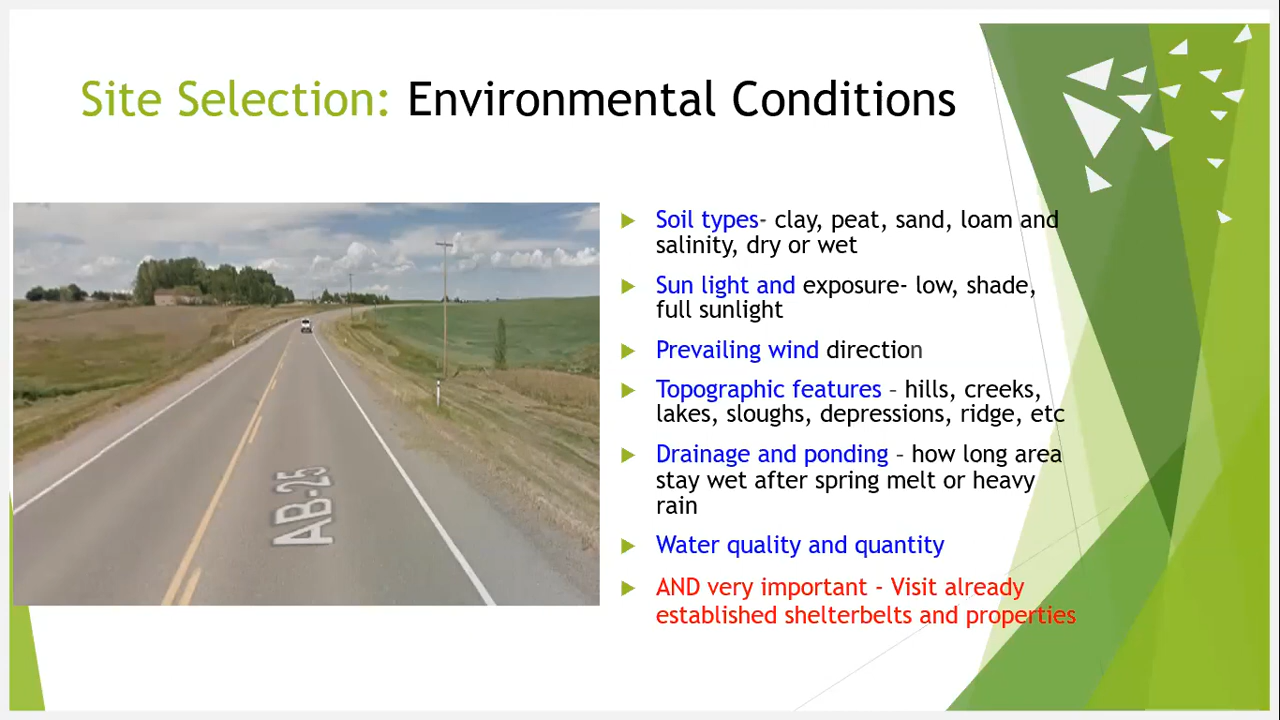 Site Selection: Environmental Conditions
AB-25
Soil types- clay, peat, sand, loam and
salinity, dry or wet
Sun light and exposure- low, shade,
full sunlight
Prevailing wind direction
Topographic features – hills, creeks,
lakes, sloughs, depressions, ridge, etc
Drainage and ponding – how long area
stay wet after spring melt or heavy
rain
Water quality and quantity
AND very important - Visit already
established shelterbelts and properties